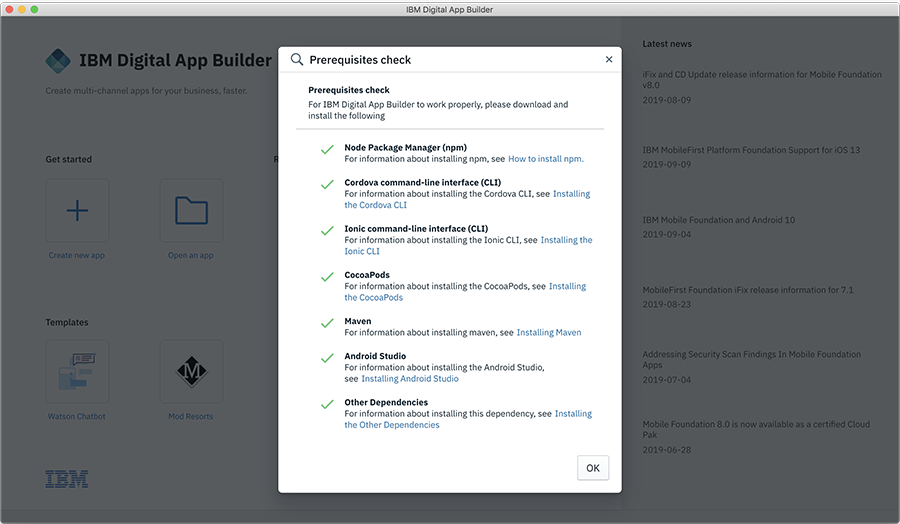 IBM Digital App Builder
IBM Digital App Builder
Create multi-channel apps for your business, faster.
Get started
R
Create new app
Open an app
Templates
Watson Chatbot
M
Mod Resorts
IBM
Prerequisites check
Prerequisites check
For IBM Digital App Builder to work properly, please download and
install the following
Node Package Manager (npm)
For information about installing npm, see How to install npm.
Cordova command-line interface (CLI)
For information about installing the Cordova CLI, see Installing
the Cordova CLI
Ionic command-line interface (CLI)
For information about installing the Ionic CLI, see Installing the
Ionic CLI
CocoaPods
For information about installing the CocoaPods, see Installing
the CocoaPods
Maven
For information about installing maven, see Installing Maven
Android Studio
For information about installing the Android Studio,
see Installing Android Studio
Other Dependencies
For information about installing this dependency, see Installing
the Other Dependencies
OK
Latest news
iFix and CD Update release information for Mobile Foundation
v8.0
2019-08-09
IBM MobileFirst Platform Foundation Support for iOS 13
2019-09-09
IBM Mobile Foundation and Android 10
2019-09-04
MobileFirst Foundation iFix release information for 7.1
2019-08-23
Addressing Security Scan Findings In Mobile Foundation
Apps
2019-07-04
Mobile Foundation 8.0 is now available as a certified Cloud
Pak
2019-06-28